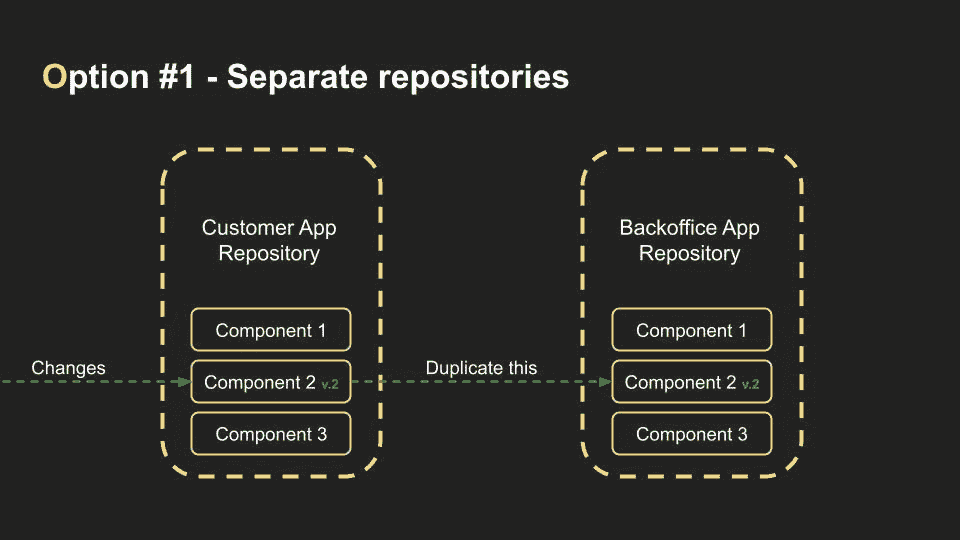 Option #1 - Separate repositories
Customer App
Repository
Component 1
Changes
Component 2 v.2
Component 3
Duplicate this
Backoffice App
Repository
Component 1
Component 2 v.2
Component 3